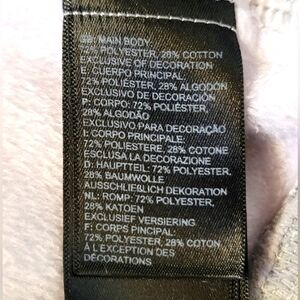 GB: MAIN BODY:
72% POLYESTER, 28% COTTON
EXCLUSIVE OF DECORATION
E: CUERPO PRINCIPAL:
72% POLIÉSTER, 28% ALGODÓN
EXCLUSIVO DE DECORACIÓN
P: CORPO: 72% POLIÉSTER,
28% ALGODÃO
EXCLUSIVO PARA DECORAÇÃO
I: CORPO PRINCIPALE:
72% POLIESTERE, 28% COTONE
ESCLUSA LA DECORAZIONE
D: HAUPTTEIL: 72% POLYESTER,
28% BAUMWOLLE
AUSSCHLIEßLICH DEKORATION
NL: ROMP: 72% POLYESTER,
28% KATOEN
EXCLUSIEF VERSIERING
F: CORPS PINCIPAL:
72% POLYESTER, 28% COTON
À L'EXCEPTION DES
DÉCORATIONS